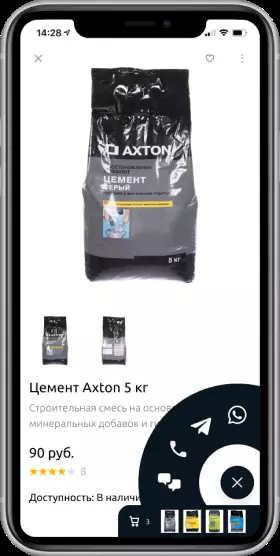 14:28
AXTON
ЦЕМЕНТ
СЕРЫЙ
5 кг
Цемент Axton 5 кг
Строительная смесь на основ
минеральных добавок и г
90 руб.
8
Доступность: В наличи
3